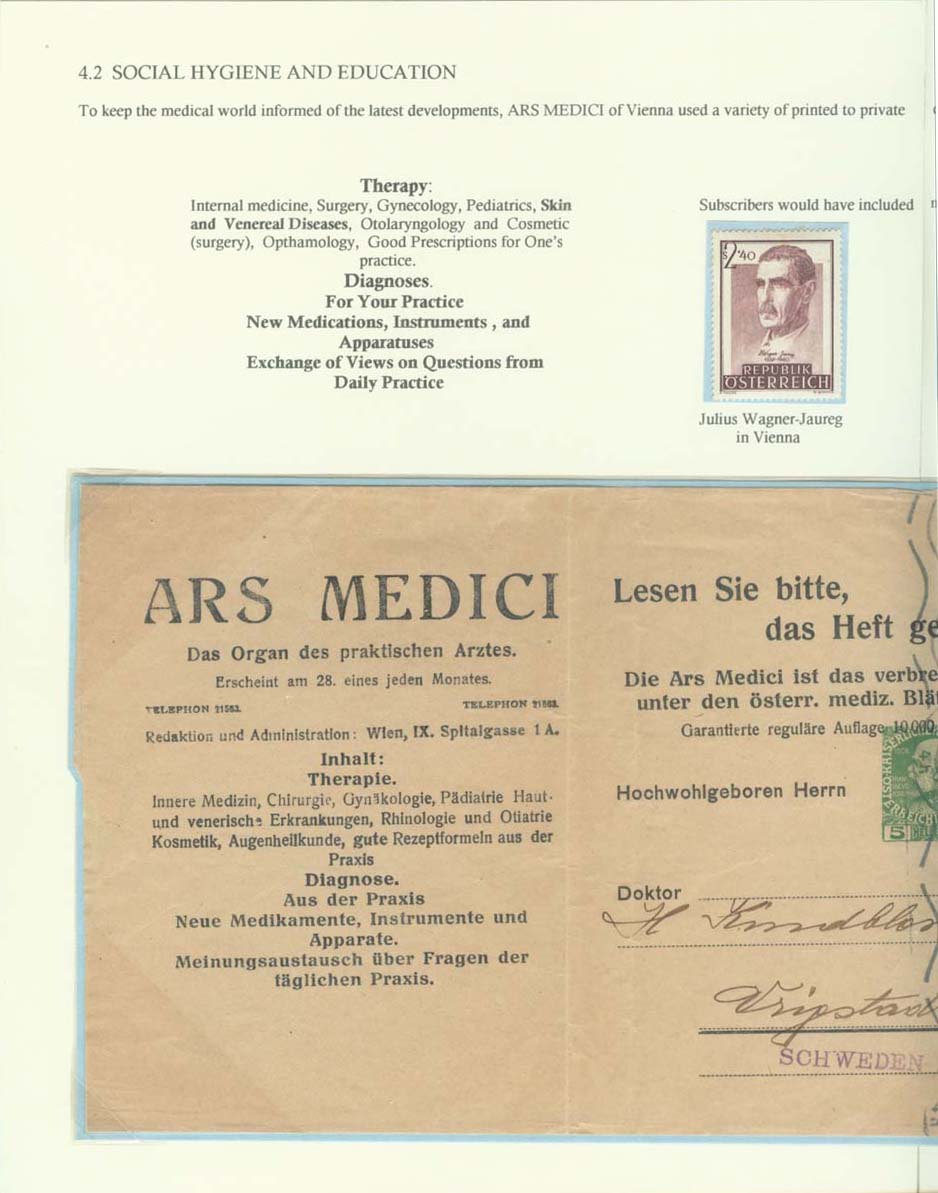 4.2 SOCIAL HYGIENE AND EDUCATION
To keep the medical world informed of the latest developments, ARS MEDICI of Vienna used a variety of printed to private
Therapy:
Internal medicine, Surgery, Gynecology, Pediatrics, Skin
and Venereal Diseases, Otolaryngology and Cosmetic
(surgery), Opthamology, Good Prescriptions for One's
practice.
Diagnoses.
For Your Practice
New Medications, Instruments , and
Apparatuses
Exchange of Views on Questions from
Daily Practice
Subscribers would have included
S 2·40
REPUBLIK
ÖSTERREICH
Julius Wagner-Jaureg
in Vienna
ARS MEDICI
Das Organ des praktischen Arztes.
Erscheint am 28. eines jeden Monates.
TELEPHON 21563. TELEPHON 21563.
Redaktion und Administration: Wien, IX. Spitalgasse 1 A.
Inhalt:
Therapie.
Innere Medizin, Chirurgie, Gynäkologie, Pädiatrie Haut-
und venerische Erkrankungen, Rhinologie und Otiatrie
Kosmetik, Augenheilkunde, gute Rezeptformeln aus der
Praxis
Diagnose.
Aus der Praxis
Neue Medikamente, Instrumente und
Apparate.
Meinungsaustausch über Fragen der
täglichen Praxis.
Lesen Sie bitte,
das Heft ge
Die Ars Medici ist das verbre
unter den österr. mediz. Blä
Garantierte reguläre Auflage 10.000
Hochwohlgeboren Herrn
5
Doktor
H
SCHWEDEN